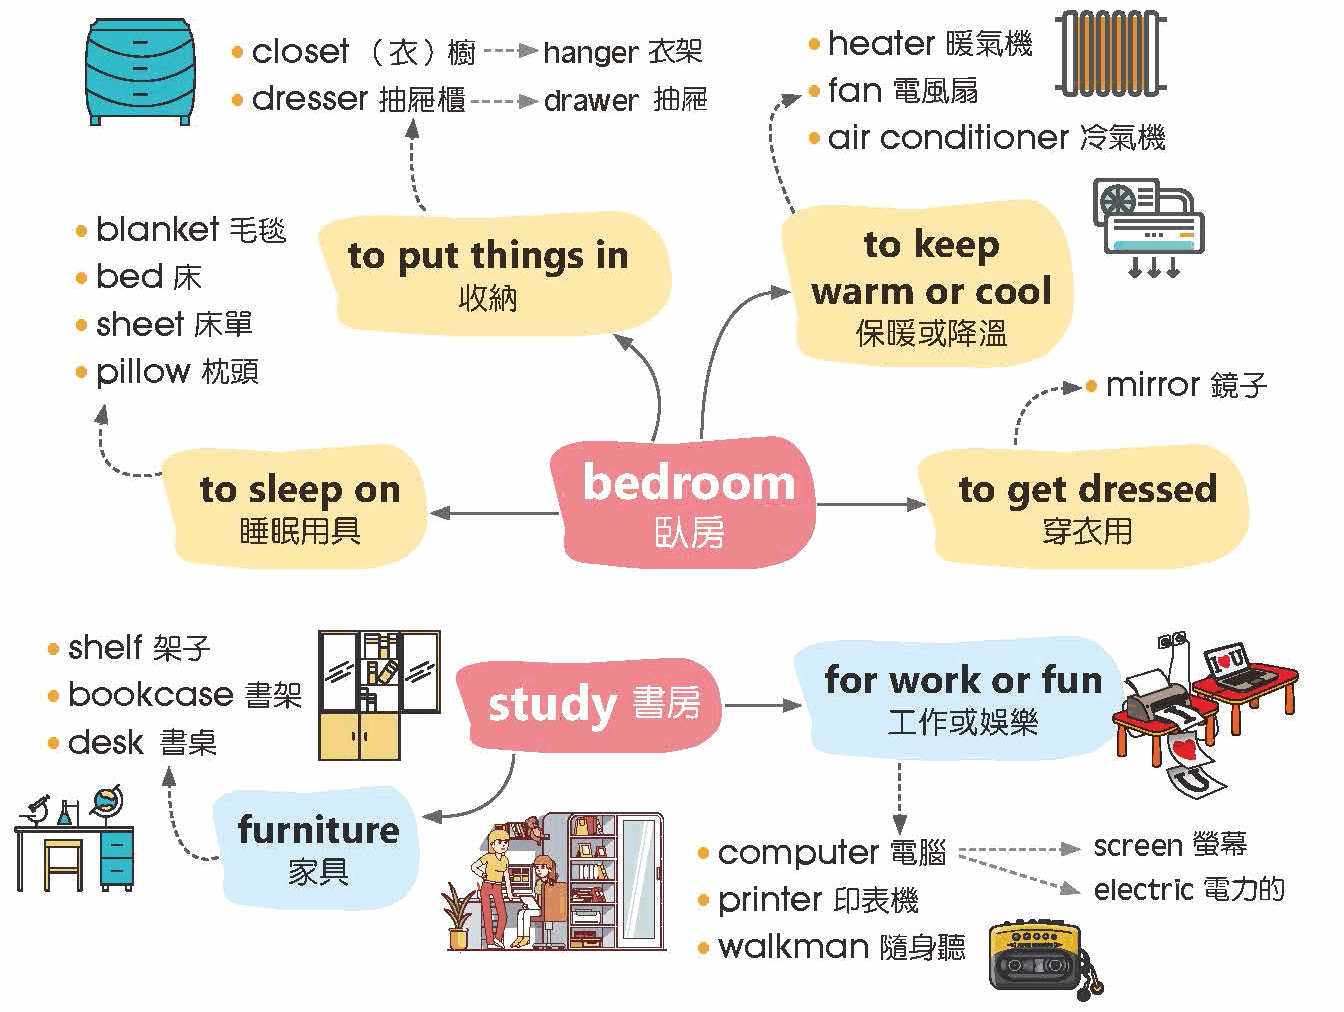 closet （衣）櫥 hanger 衣架
dresser 抽屜櫃 drawer 抽屜
heater 暖氣機
fan 電風扇
air conditioner 冷氣機
blanket 毛毯
bed 床
sheet 床單
pillow 枕頭
to put things in
收納
to keep
warm or cool
保暖或降溫
mirror 鏡子
to sleep on
睡眠用具
bedroom
臥房
to get dressed
穿衣用
shelf 架子
bookcase 書架
desk 書桌
study 書房
for work or fun
工作或娛樂
I U
furniture
家具
computer 電腦
screen 螢幕
electric 電力的
printer 印表機
walkman 隨身聽